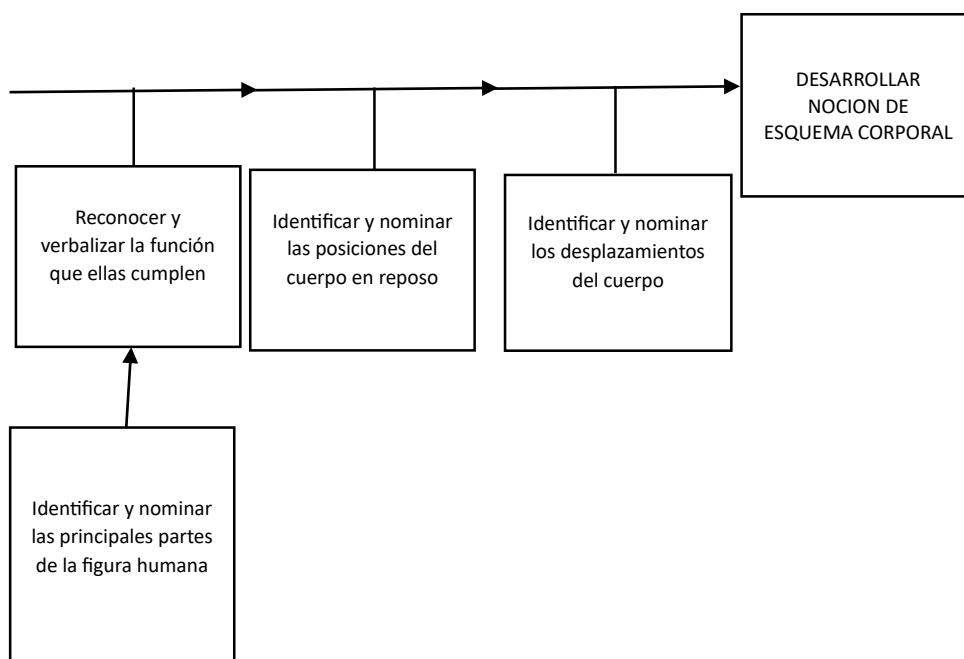 DESARROLLAR
NOCION DE
ESQUEMA CORPORAL
Reconocer y
verbalizar la función
que ellas cumplen
Identificar y nominar
las posiciones del
cuerpo en reposo
Identificar y nominar
los desplazamientos
del cuerpo
Identificar y nominar
las principales partes
de la figura humana